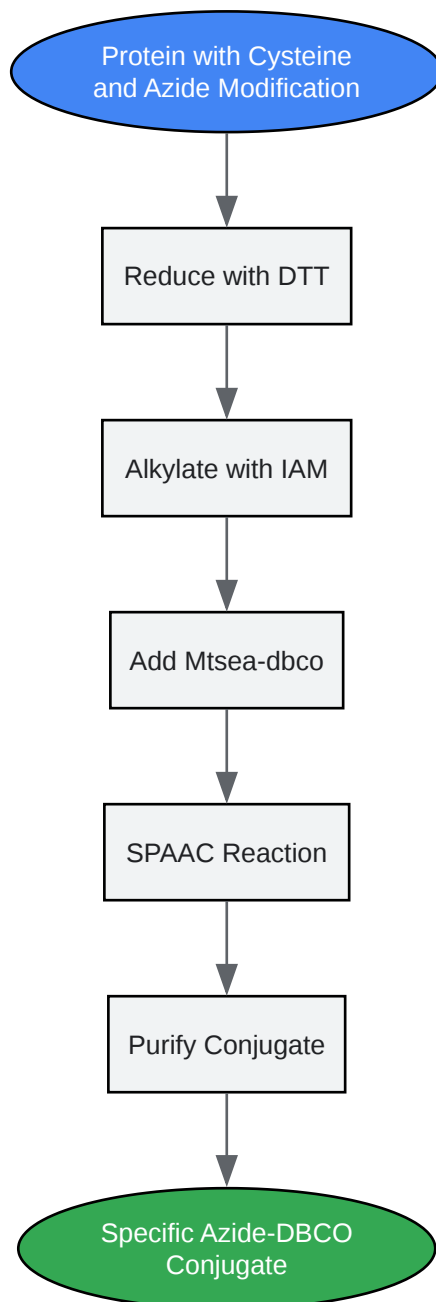 Protein with Cysteine
and Azide Modification
Reduce with DTT
Alkylate with IAM
Add Mtsea-dbco
SPAAC Reaction
Purify Conjugate
Specific Azide-DBCO
Conjugate